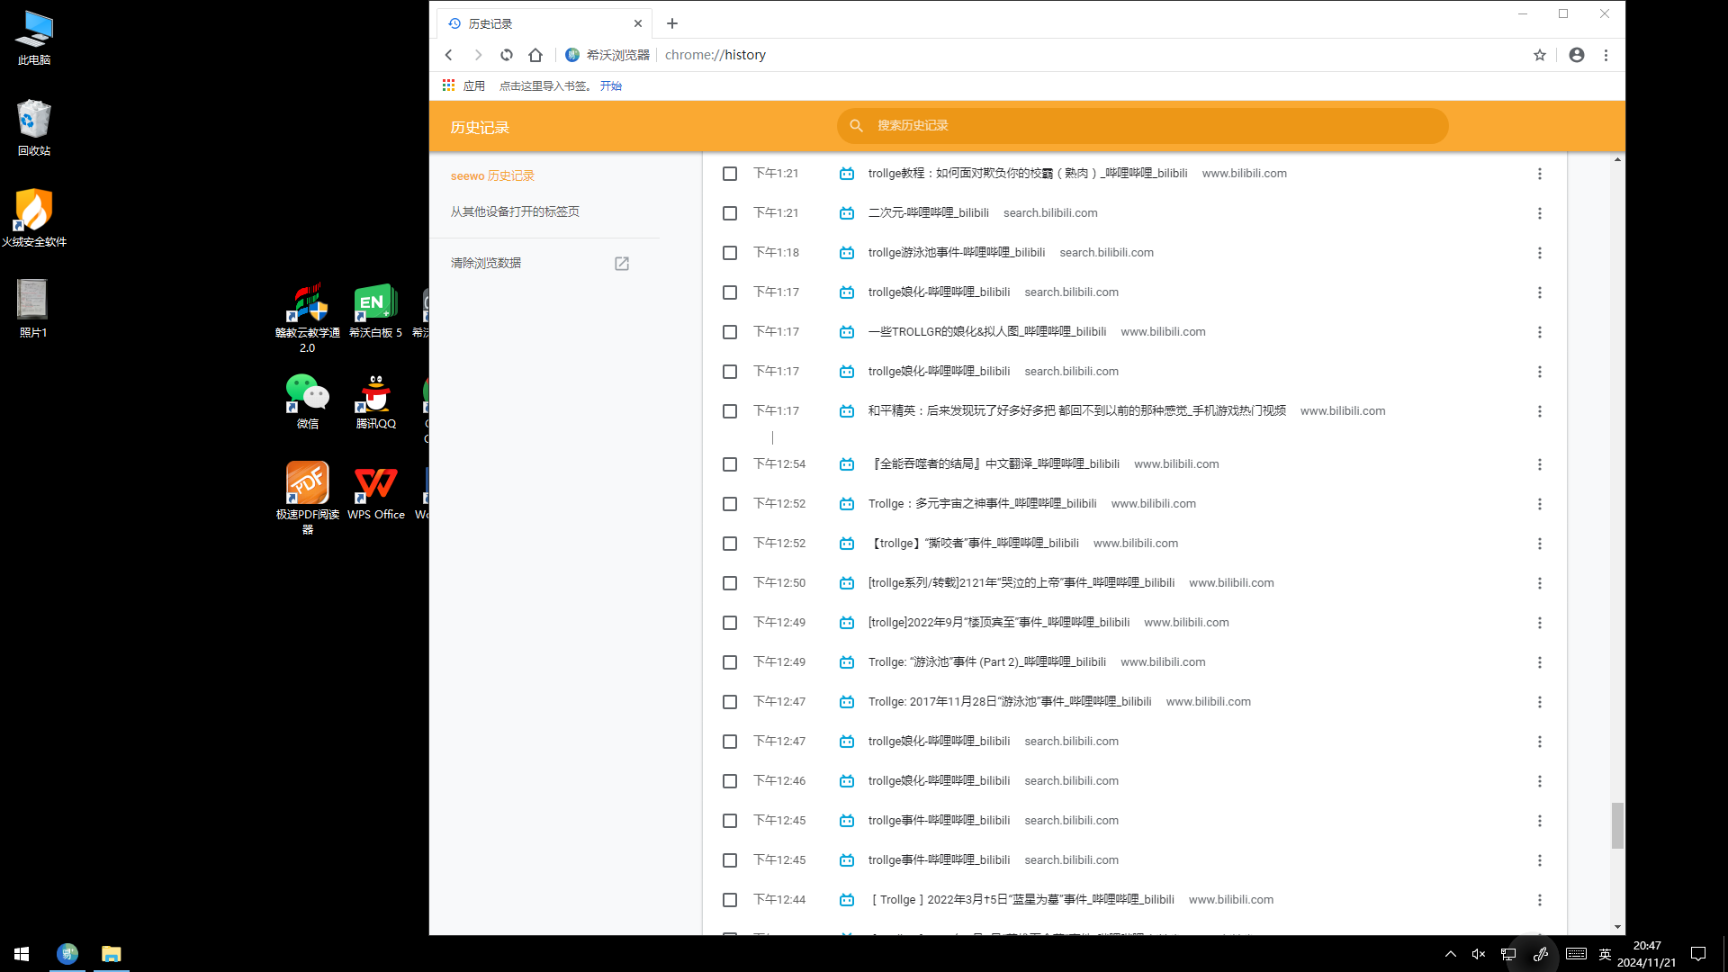 此电脑
回收站
火绒安全软件
照片1
赣教云教学通
2.0
EN
希沃白板 5
希沃
微信
腾讯QQ
PDF
极速PDF阅读
器
WPS Office
Wo
历史记录
希沃浏览器
chrome://history
应用
点击这里导入书签。 开始
历史记录
搜索历史记录
seewo 历史记录
从其他设备打开的标签页
清除浏览数据
下午1:21 trollge教程：如何面对欺负你的校霸（熟肉）_哔哩哔哩_bilibili www.bilibili.com
下午1:21 二次元-哔哩哔哩_bilibili search.bilibili.com
下午1:18 trollge游泳池事件-哔哩哔哩_bilibili search.bilibili.com
下午1:17 trollge娘化-哔哩哔哩_bilibili search.bilibili.com
下午1:17 一些TROLLGR的娘化&拟人图_哔哩哔哩_bilibili www.bilibili.com
下午1:17 trollge娘化-哔哩哔哩_bilibili search.bilibili.com
下午1:17 和平精英：后来发现玩了好多好多把 都回不到以前的那种感觉_手机游戏热门视频 www.bilibili.com
下午12:54 『全能吞噬者的结局』中文翻译_哔哩哔哩_bilibili www.bilibili.com
下午12:52 Trollge：多元宇宙之神事件_哔哩哔哩_bilibili www.bilibili.com
下午12:52 【trollge】“撕咬者”事件_哔哩哔哩_bilibili www.bilibili.com
下午12:50 [trollge系列/转载]2121年“哭泣的上帝”事件_哔哩哔哩_bilibili www.bilibili.com
下午12:49 [trollge]2022年9月“楼顶宾至”事件_哔哩哔哩_bilibili www.bilibili.com
下午12:49 Trollge: “游泳池”事件 (Part 2)_哔哩哔哩_bilibili www.bilibili.com
下午12:47 Trollge: 2017年11月28日“游泳池”事件_哔哩哔哩_bilibili www.bilibili.com
下午12:47 trollge娘化-哔哩哔哩_bilibili search.bilibili.com
下午12:46 trollge娘化-哔哩哔哩_bilibili search.bilibili.com
下午12:45 trollge事件-哔哩哔哩_bilibili search.bilibili.com
下午12:45 trollge事件-哔哩哔哩_bilibili search.bilibili.com
下午12:44 ［ Trollge ］2022年3月†5日“蓝星为墓”事件_哔哩哔哩_bilibili www.bilibili.com
英
20:47
2024/11/21